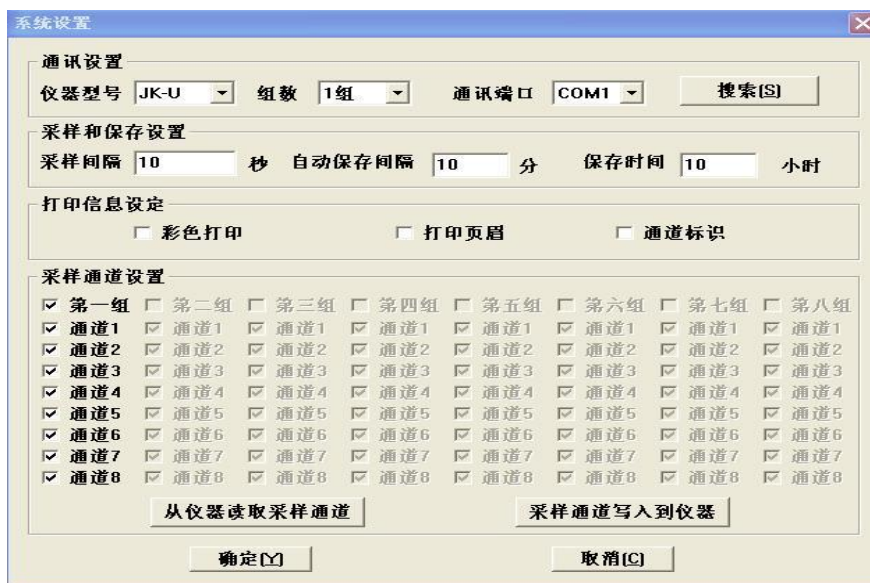 系统设置
通讯设置
仪器型号 JK-U 组数 1组 通讯端口 COM1 搜索(S)
采样和保存设置
采样间隔 10 秒 自动保存间隔 10 分 保存时间 10 小时
打印信息设定
彩色打印 打印页眉 通道标识
采样通道设置
第一组 第二组 第三组 第四组 第五组 第六组 第七组 第八组
通道1 通道1 通道1 通道1 通道1 通道1 通道1 通道1
通道2 通道2 通道2 通道2 通道2 通道2 通道2 通道2
通道3 通道3 通道3 通道3 通道3 通道3 通道3 通道3
通道4 通道4 通道4 通道4 通道4 通道4 通道4 通道4
通道5 通道5 通道5 通道5 通道5 通道5 通道5 通道5
通道6 通道6 通道6 通道6 通道6 通道6 通道6 通道6
通道7 通道7 通道7 通道7 通道7 通道7 通道7 通道7
通道8 通道8 通道8 通道8 通道8 通道8 通道8 通道8
从仪器读取采样通道 采样通道写入到仪器
确定(Y) 取消(C)